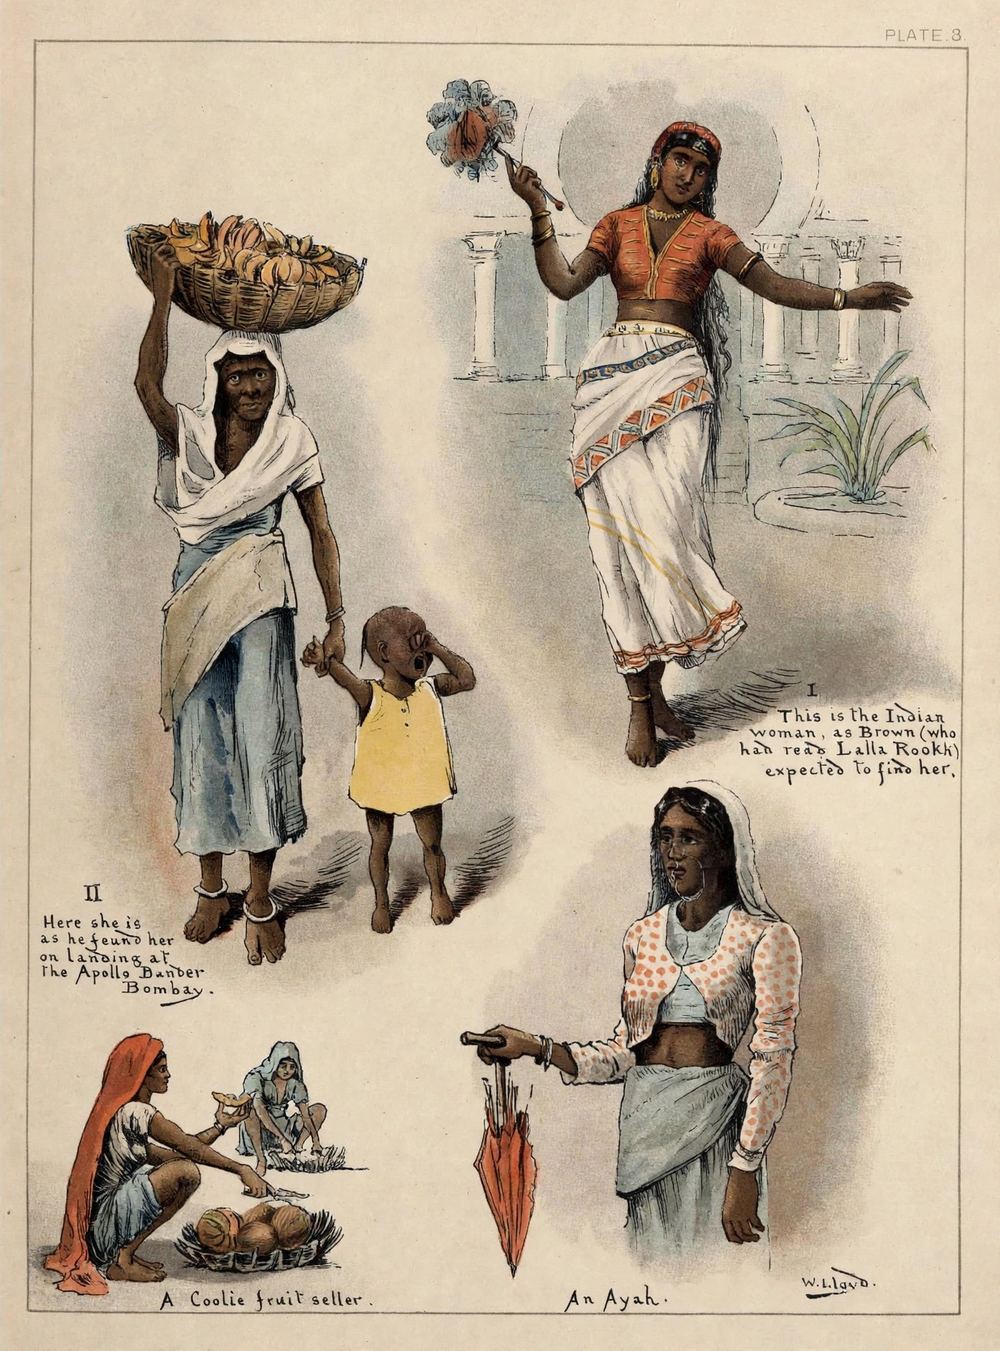 PLATE.8.
I
This is the Indian
woman, as Brown (who
had read Lalla Rookh)
expected to find her.
II
Here she is
as he found her
on landing at
the Apollo Bander
Bombay.
A Coolie fruit seller.
An Ayah.
W. Lloyd.